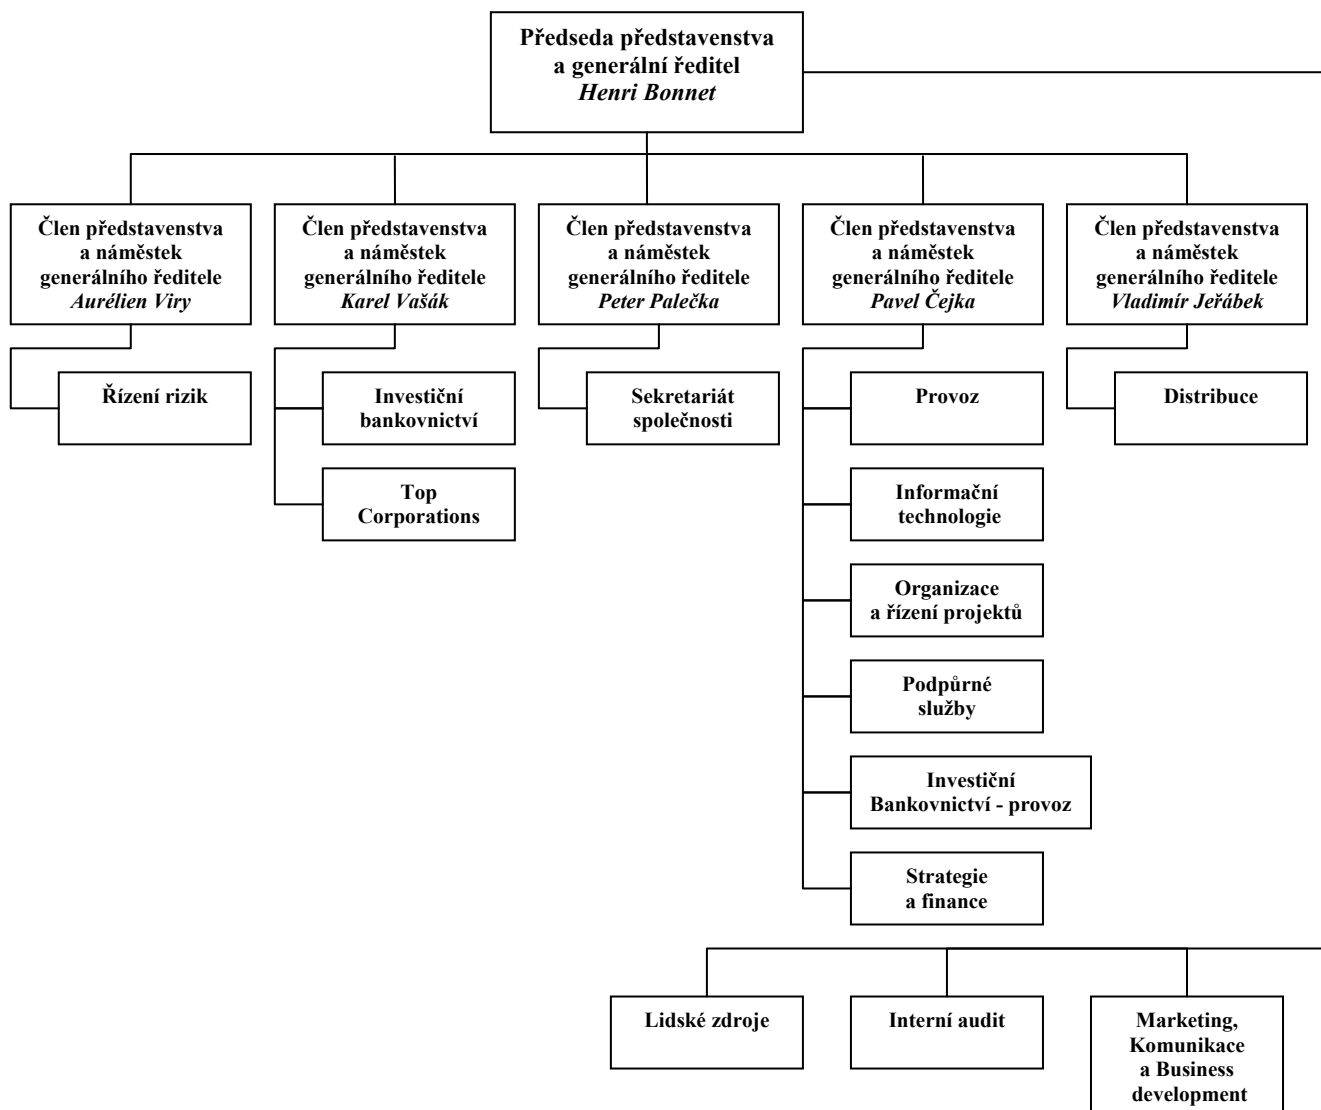 Předseda představenstva
a generální ředitel
Henri Bonnet
Člen představenstva
a náměstek
generálního ředitele
Aurélien Viry
Člen představenstva
a náměstek
generálního ředitele
Karel Vašák
Člen představenstva
a náměstek
generálního ředitele
Peter Palečka
Člen představenstva
a náměstek
generálního ředitele
Pavel Čejka
Člen představenstva
a náměstek
generálního ředitele
Vladimír Jeřábek
Řízení rizik
Investiční
bankovnictví
Sekretariát
společnosti
Provoz
Distribuce
Top
Corporations
Informační
technologie
Organizace
a řízení projektů
Podpůrné
služby
Investiční
Bankovnictví - provoz
Strategie
a finance
Lidské zdroje
Interní audit
Marketing,
Komunikace
a Business
development